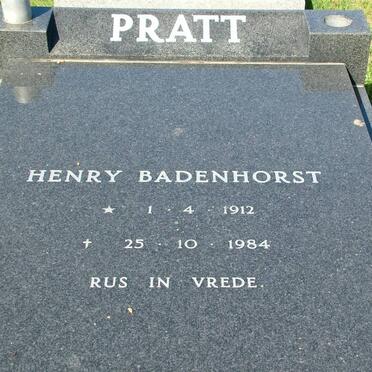 PRATT
HENRY BADENHORST
★ 1 · 4 · 1912
✝ 25 · 10 · 1984
RUS IN VREDE.